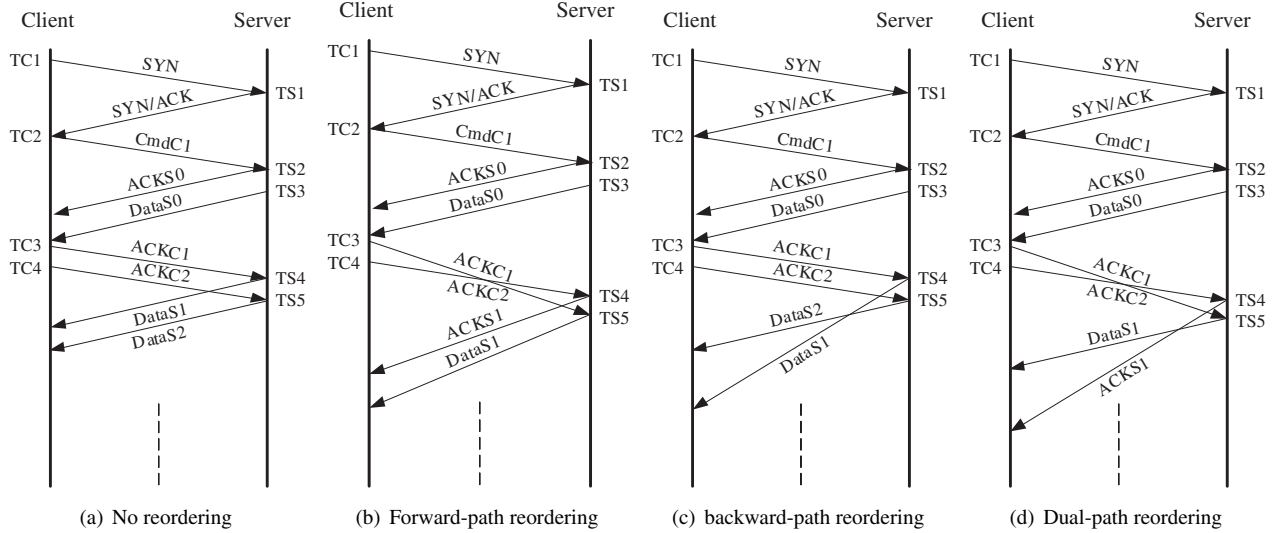 Client
Server
TC1
SYN
TS1
SYN/ACK
TC2
CmdC1
TS2
ACKS0
TS3
DataS0
TC3
ACKC1
TC4
ACKC2
TS4
TS5
DataS1
DataS2
(a) No reordering
Client
Server
TC1
SYN
TS1
SYN/ACK
TC2
CmdC1
TS2
ACKS0
TS3
DataS0
TC3
ACKC1
TC4
ACKC2
TS4
TS5
ACKS1
DataS1
(b) Forward-path reordering
Client
Server
TC1
SYN
TS1
SYN/ACK
TC2
CmdC1
TS2
ACKS0
TS3
DataS0
TC3
ACKC1
TC4
ACKC2
TS4
TS5
DataS2
DataS1
(c) backward-path reordering
Client
Server
TC1
SYN
TS1
SYN/ACK
TC2
CmdC1
TS2
ACKS0
TS3
DataS0
TC3
ACKC1
TC4
ACKC2
TS4
TS5
DataS1
ACKS1
(d) Dual-path reordering